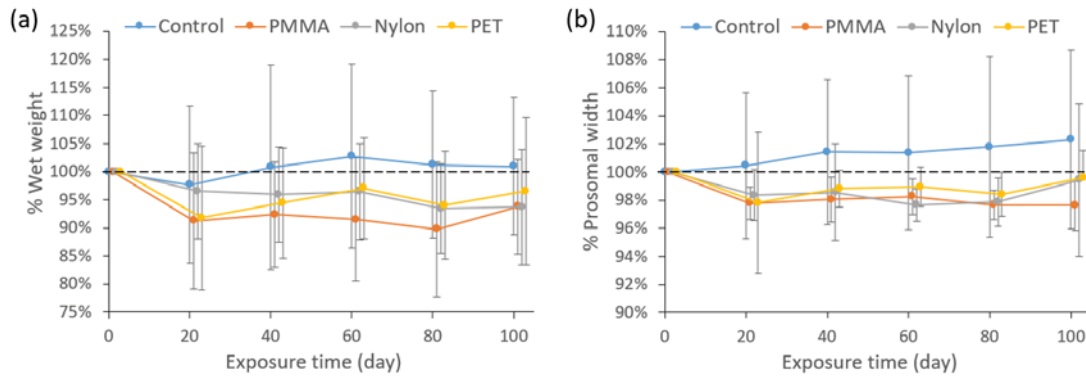 (a)
Control PMMA Nylon PET
125%
120%
115%
110%
105%
100%
95%
90%
85%
80%
75%
% Wet weight
0 20 40 60 80 100
Exposure time (day)
(b)
Control PMMA Nylon PET
110%
108%
106%
104%
102%
100%
98%
96%
94%
92%
90%
% Prosomal width
0 20 40 60 80 100
Exposure time (day)